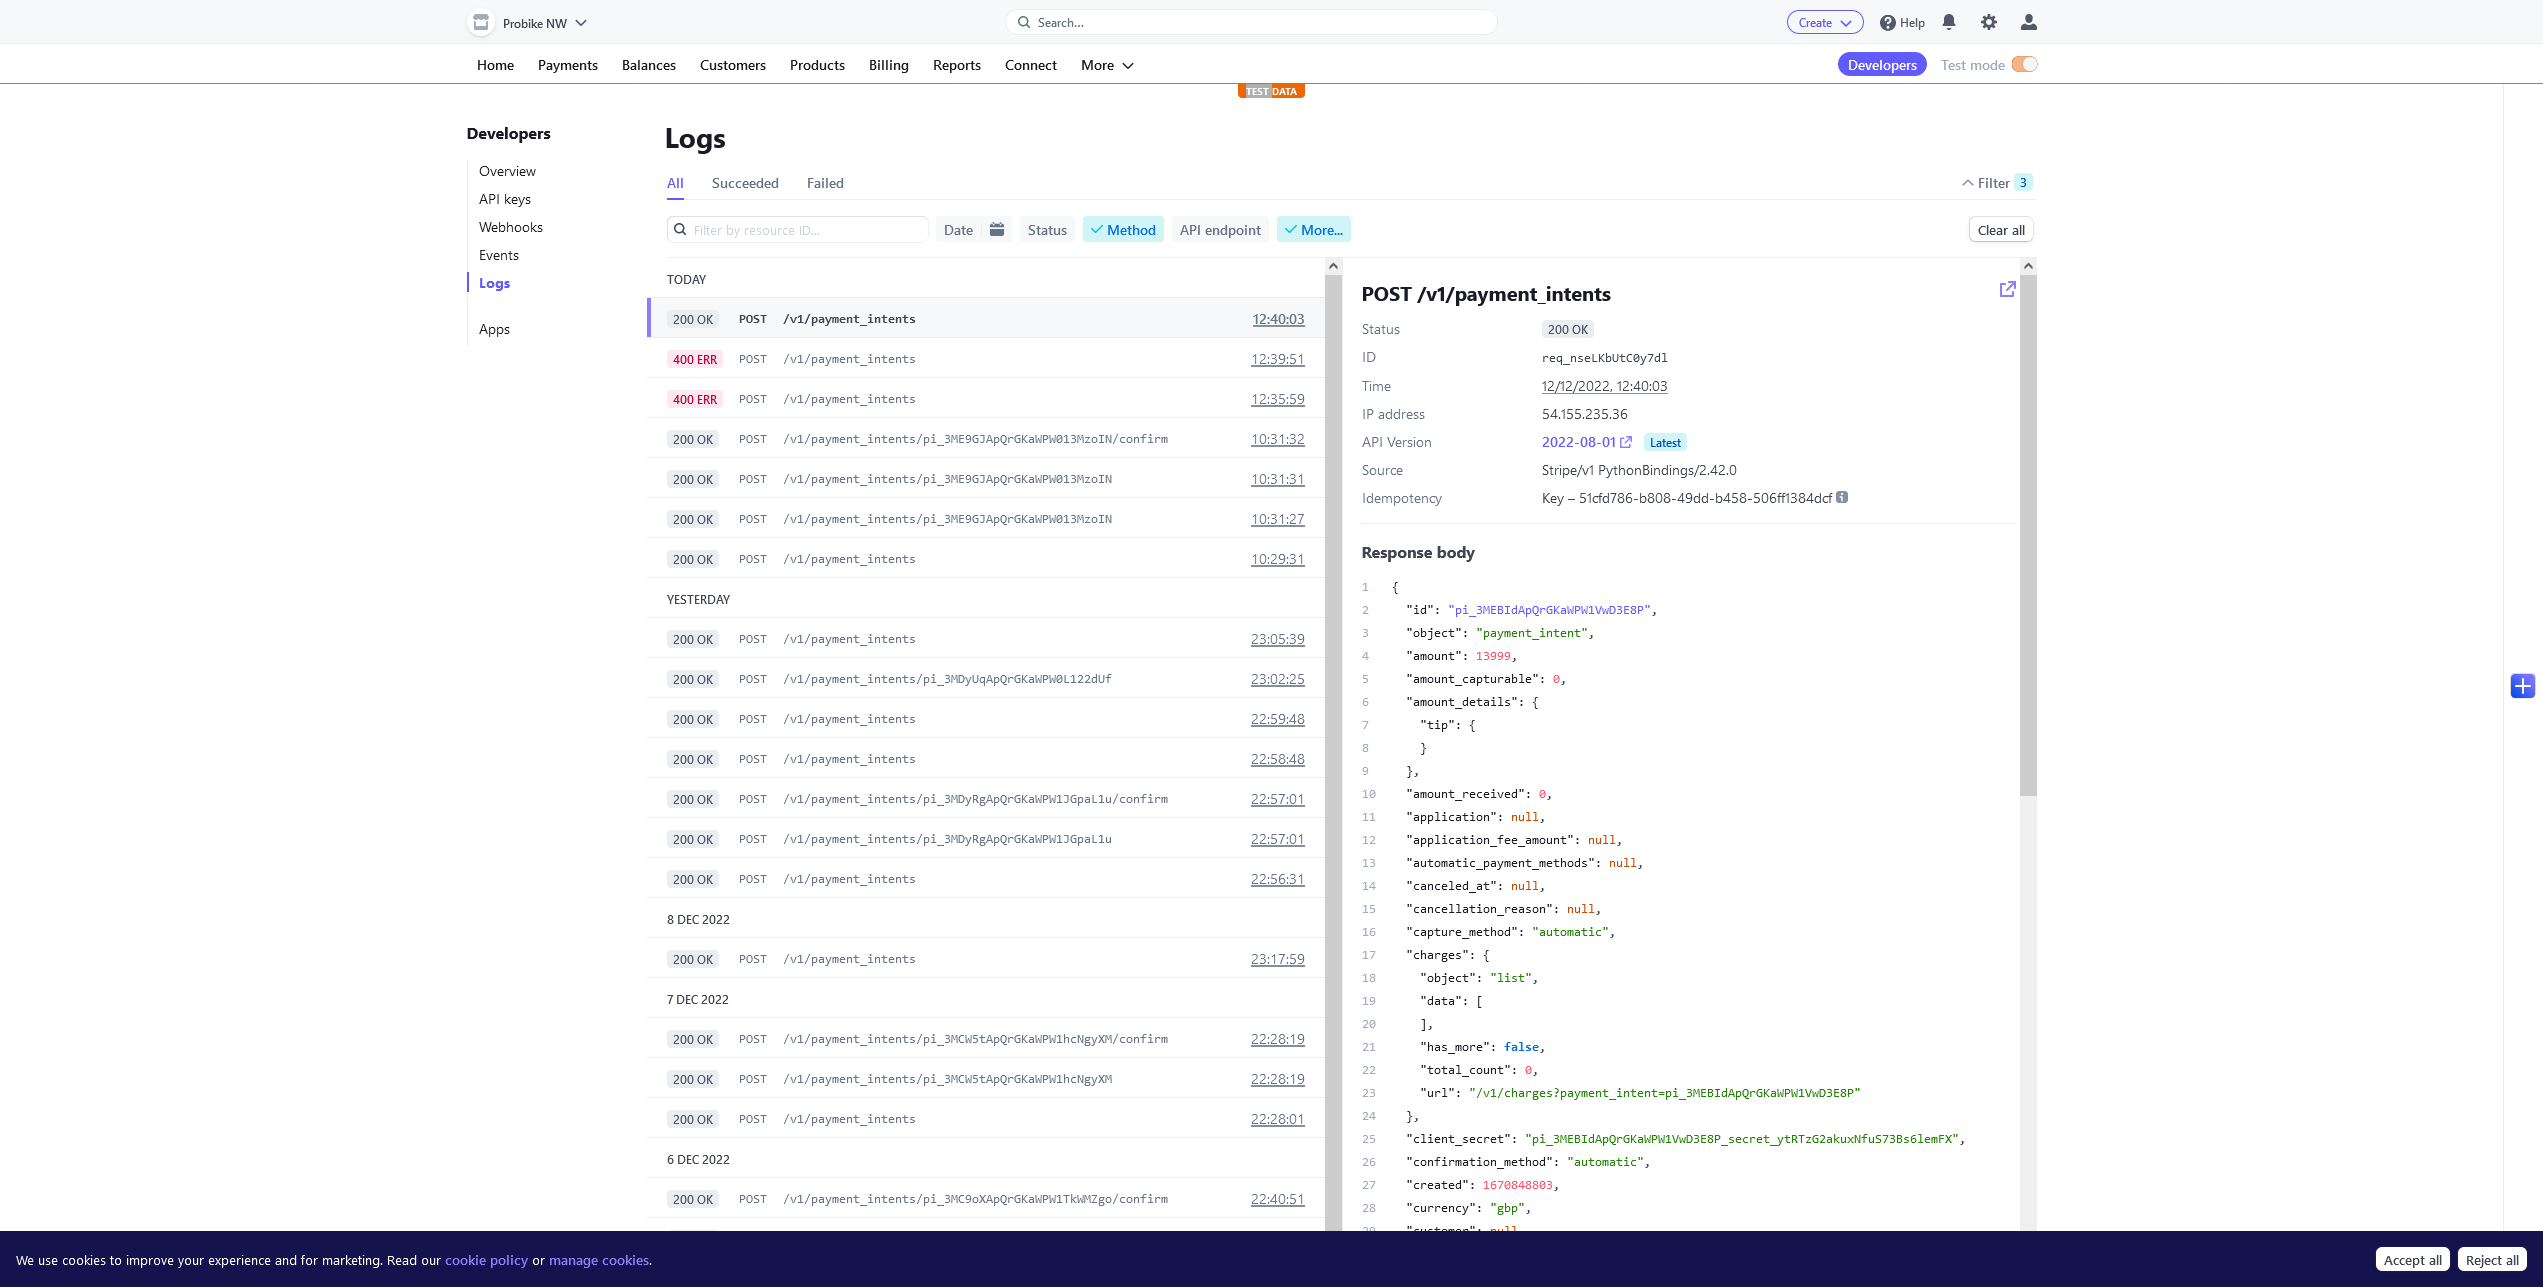 Probike NW
Search...
Create
Help
Home Payments Balances Customers Products Billing Reports Connect More
Developers Test mode
TEST DATA
Developers
Overview
API keys
Webhooks
Events
Logs
Apps
Logs
All Succeeded Failed
Filter 3
Filter by resource ID...
Date Status Method API endpoint More...
Clear all
TODAY
200 OK POST /v1/payment_intents 12:40:03
400 ERR POST /v1/payment_intents 12:39:51
400 ERR POST /v1/payment_intents 12:35:59
200 OK POST /v1/payment_intents/pi_3ME9GJApQrGKaWPW013MzoIN/confirm 10:31:32
200 OK POST /v1/payment_intents/pi_3ME9GJApQrGKaWPW013MzoIN 10:31:31
200 OK POST /v1/payment_intents/pi_3ME9GJApQrGKaWPW013MzoIN 10:31:27
200 OK POST /v1/payment_intents 10:29:31
YESTERDAY
200 OK POST /v1/payment_intents 23:05:39
200 OK POST /v1/payment_intents/pi_3MDyUqApQrGKaWPW0L122dUf 23:02:25
200 OK POST /v1/payment_intents 22:59:48
200 OK POST /v1/payment_intents 22:58:48
200 OK POST /v1/payment_intents/pi_3MDyRgApQrGKaWPW1JGpaL1u/confirm 22:57:01
200 OK POST /v1/payment_intents/pi_3MDyRgApQrGKaWPW1JGpaL1u 22:57:01
200 OK POST /v1/payment_intents 22:56:31
8 DEC 2022
200 OK POST /v1/payment_intents 23:17:59
7 DEC 2022
200 OK POST /v1/payment_intents/pi_3MCW5tApQrGKaWPW1hcNgyXM/confirm 22:28:19
200 OK POST /v1/payment_intents/pi_3MCW5tApQrGKaWPW1hcNgyXM 22:28:19
200 OK POST /v1/payment_intents 22:28:01
6 DEC 2022
200 OK POST /v1/payment_intents/pi_3MC9oXApQrGKaWPW1TkWMZgo/confirm 22:40:51
POST /v1/payment_intents
Status 200 OK
ID req_nseLKbUtC0y7dl
Time 12/12/2022, 12:40:03
IP address 54.155.235.36
API Version 2022-08-01 Latest
Source Stripe/v1 PythonBindings/2.42.0
Idempotency Key – 51cfd786-b808-49dd-b458-506ff1384dcf
Response body
1 {
2 "id": "pi_3MEBIdApQrGKaWPW1VwD3E8P",
3 "object": "payment_intent",
4 "amount": 13999,
5 "amount_capturable": 0,
6 "amount_details": {
7 "tip": {
8 }
9 },
10 "amount_received": 0,
11 "application": null,
12 "application_fee_amount": null,
13 "automatic_payment_methods": null,
14 "canceled_at": null,
15 "cancellation_reason": null,
16 "capture_method": "automatic",
17 "charges": {
18 "object": "list",
19 "data": [
20 ],
21 "has_more": false,
22 "total_count": 0,
23 "url": "/v1/charges?payment_intent=pi_3MEBIdApQrGKaWPW1VwD3E8P"
24 },
25 "client_secret": "pi_3MEBIdApQrGKaWPW1VwD3E8P_secret_ytRTzG2akuxNfuS73Bs6lemFX",
26 "confirmation_method": "automatic",
27 "created": 1670848803,
28 "currency": "gbp",
29 "customer": null
We use cookies to improve your experience and for marketing. Read our cookie policy or manage cookies.
Accept all Reject all